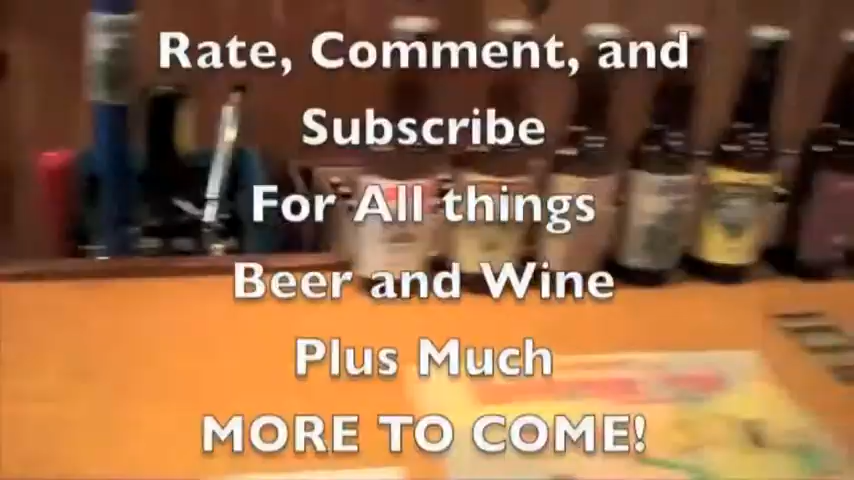 Rate, Comment, and
Subscribe
For All things
Beer and Wine
Plus Much
MORE TO COME!